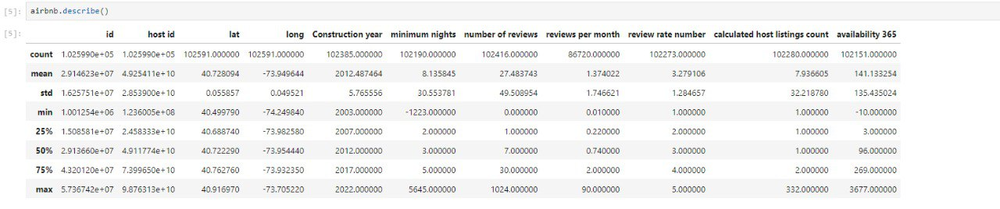 [5]: airbnb.describe()
[5]: id host id lat long Construction year minimum nights number of reviews reviews per month review rate number calculated host listings count availability 365
count 1.025990e+05 1.025990e+05 102591.000000 102591.000000 102385.000000 102190.000000 102416.000000 86720.000000 102273.000000 102280.000000 102151.000000
mean 2.914623e+07 4.925411e+10 40.728094 -73.949644 2012.487464 8.135845 27.483743 1.374022 3.279106 7.936605 141.133254
std 1.625751e+07 2.853900e+10 0.055857 0.049521 5.765556 30.553781 49.508954 1.746621 1.284657 32.218780 135.435024
min 1.001254e+06 1.236005e+08 40.499790 -74.249840 2003.000000 -1223.000000 0.000000 0.010000 1.000000 1.000000 -10.000000
25% 1.508581e+07 2.458333e+10 40.688740 -73.982580 2007.000000 2.000000 1.000000 0.220000 2.000000 1.000000 3.000000
50% 2.913660e+07 4.911774e+10 40.722290 -73.954440 2012.000000 3.000000 7.000000 0.740000 3.000000 1.000000 96.000000
75% 4.320120e+07 7.399650e+10 40.762760 -73.932350 2017.000000 5.000000 30.000000 2.000000 4.000000 2.000000 269.000000
max 5.736742e+07 9.876313e+10 40.916970 -73.705220 2022.000000 5645.000000 1024.000000 90.000000 5.000000 332.000000 3677.000000